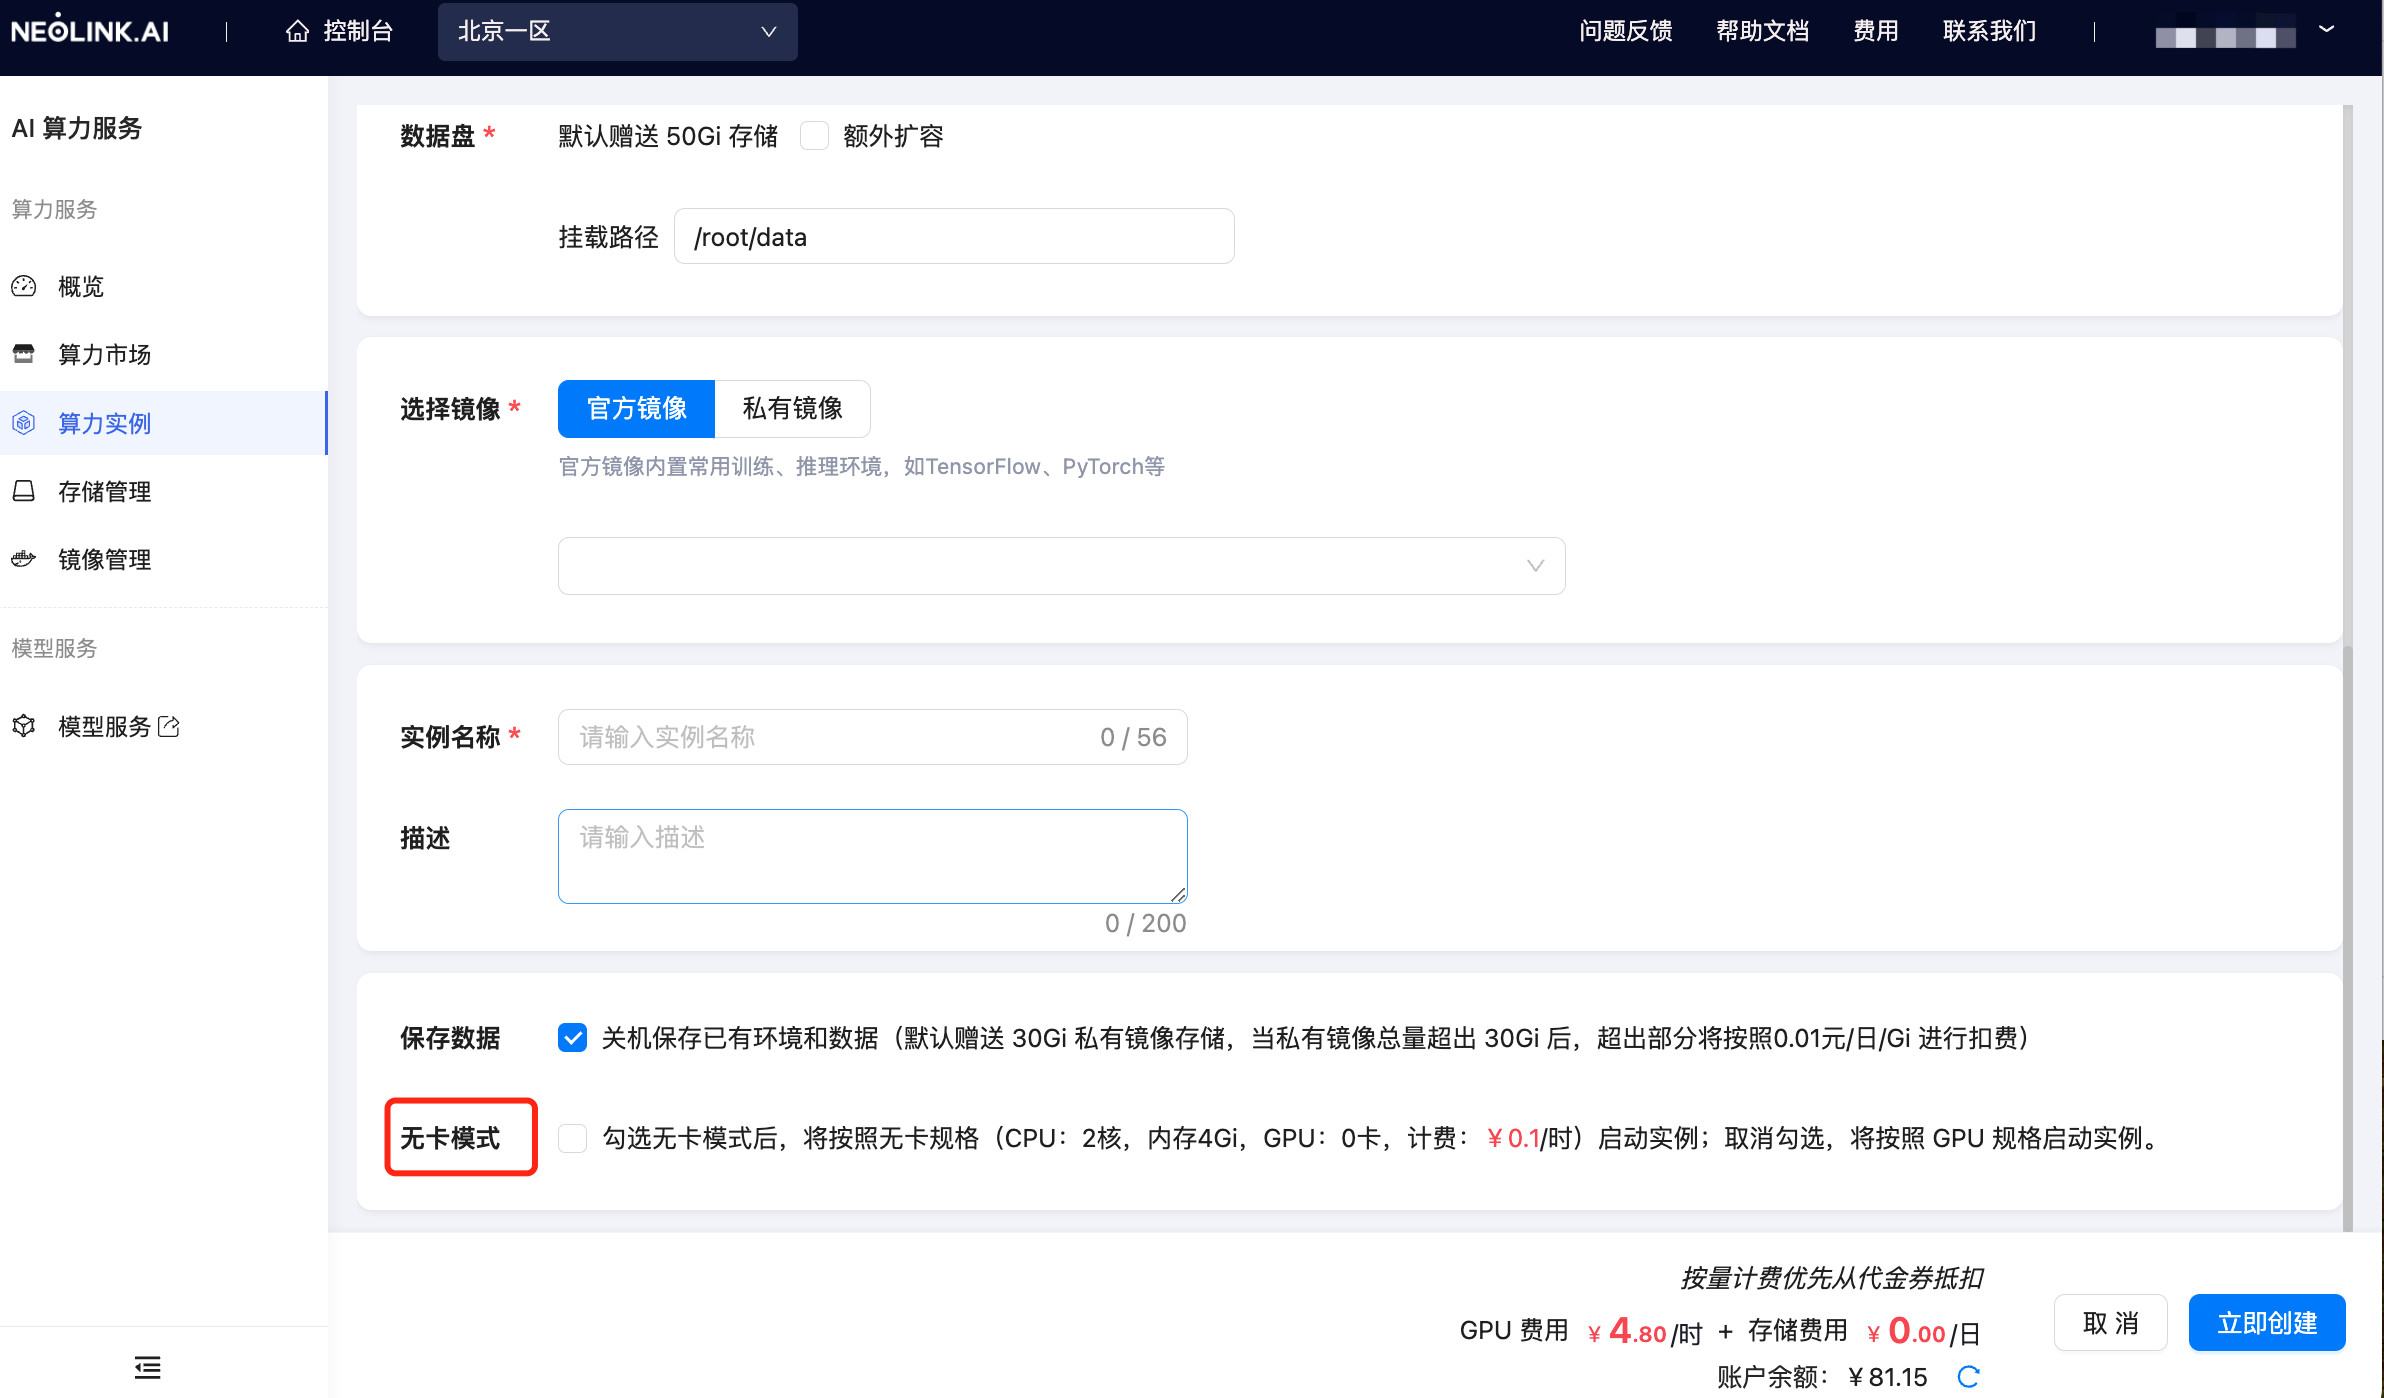 NEOLINK.AI
控制台
北京一区
问题反馈
帮助文档
费用
联系我们
AI 算力服务
算力服务
概览
算力市场
算力实例
存储管理
镜像管理
模型服务
模型服务
数据盘 *
默认赠送 50Gi 存储
额外扩容
挂载路径
/root/data
选择镜像 *
官方镜像
私有镜像
官方镜像内置常用训练、推理环境，如TensorFlow、PyTorch等
实例名称 *
请输入实例名称
0 / 56
描述
请输入描述
0 / 200
保存数据
关机保存已有环境和数据（默认赠送 30Gi 私有镜像存储，当私有镜像总量超出 30Gi 后，超出部分将按照0.01元/日/Gi 进行扣费）
无卡模式
勾选无卡模式后，将按照无卡规格（CPU：2核，内存4Gi，GPU：0卡，计费：￥0.1/时）启动实例；取消勾选，将按照 GPU 规格启动实例。
按量计费优先从代金券抵扣
GPU 费用 ￥4.80/时 + 存储费用 ￥0.00/日
账户余额：￥81.15
取 消
立即创建